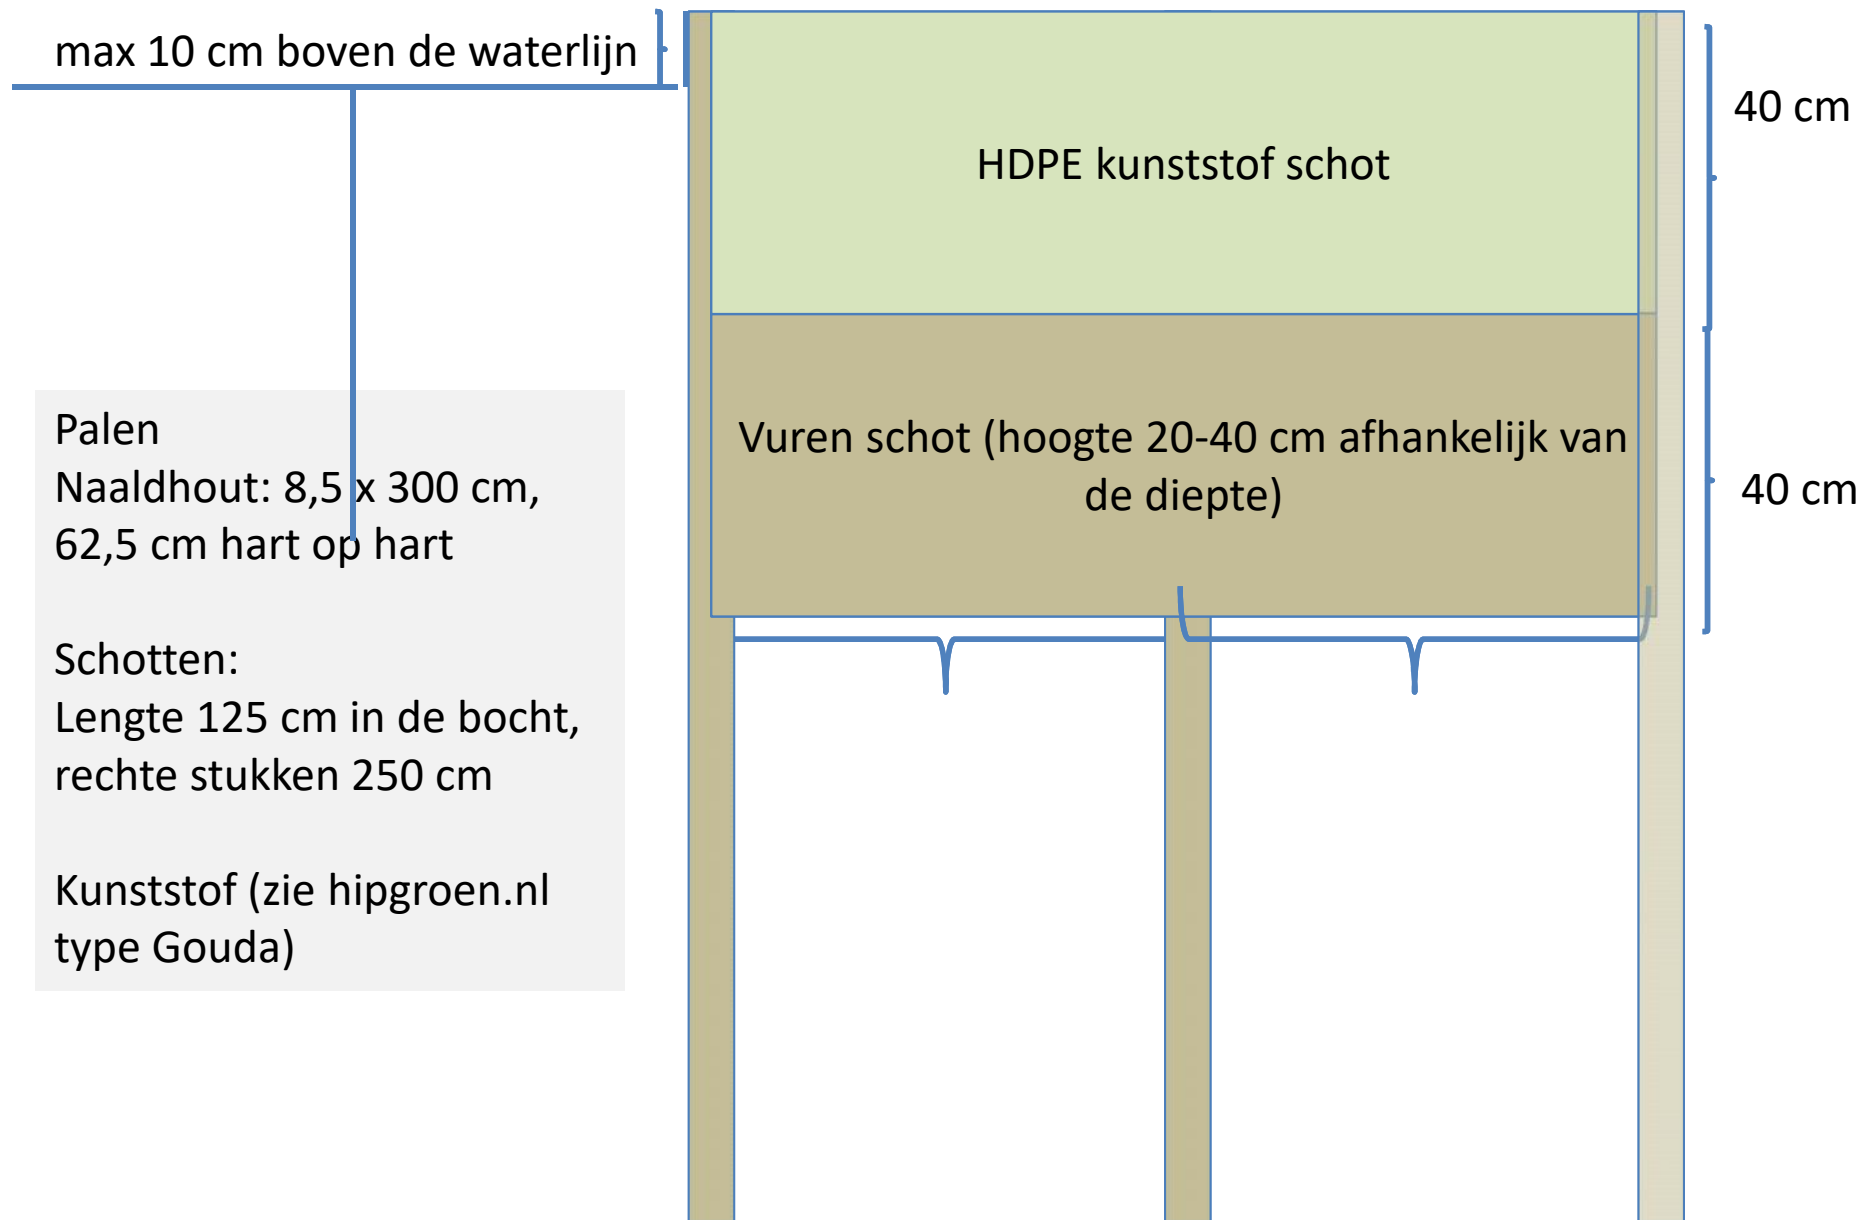 max 10 cm boven de waterlijn
40 cm
HDPE kunststof schot
Vuren schot (hoogte 20-40 cm afhankelijk van
de diepte)
40 cm
Palen
Naaldhout: 8,5 x 300 cm,
62,5 cm hart op hart
Schotten:
Lengte 125 cm in de bocht,
rechte stukken 250 cm
Kunststof (zie hipgroen.nl
type Gouda)